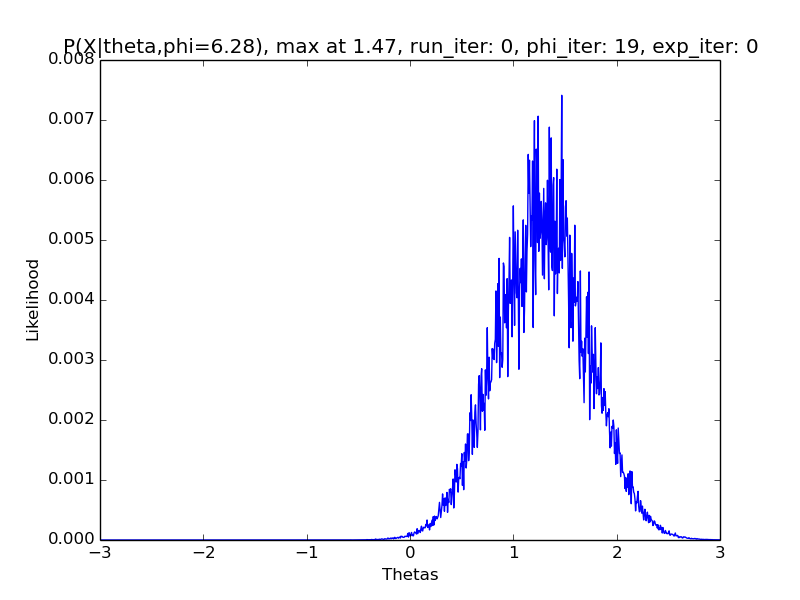 P(X|theta,phi=6.28), max at 1.47, run_iter: 0, phi_iter: 19, exp_iter: 0
0.008
0.007
0.006
0.005
0.004
0.003
0.002
0.001
0.000
Likelihood
−3 −2 −1 0 1 2 3
Thetas